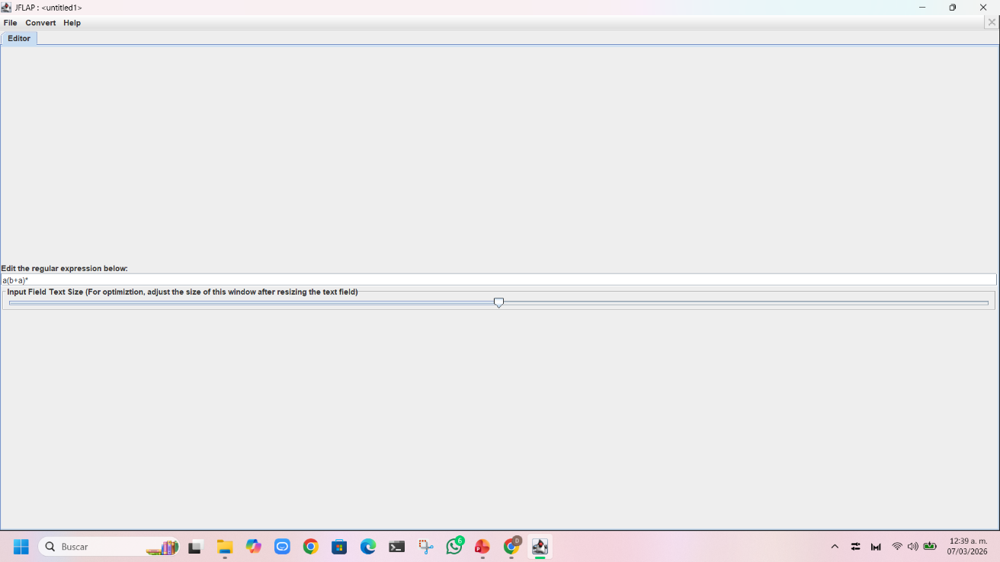 JFLAP : <untitled1>
File Convert Help
Editor
Edit the regular expression below:
a(b+a)*
Input Field Text Size (For optimiztion, adjust the size of this window after resizing the text field)
Buscar
6
D
12:39 a. m.
07/03/2026